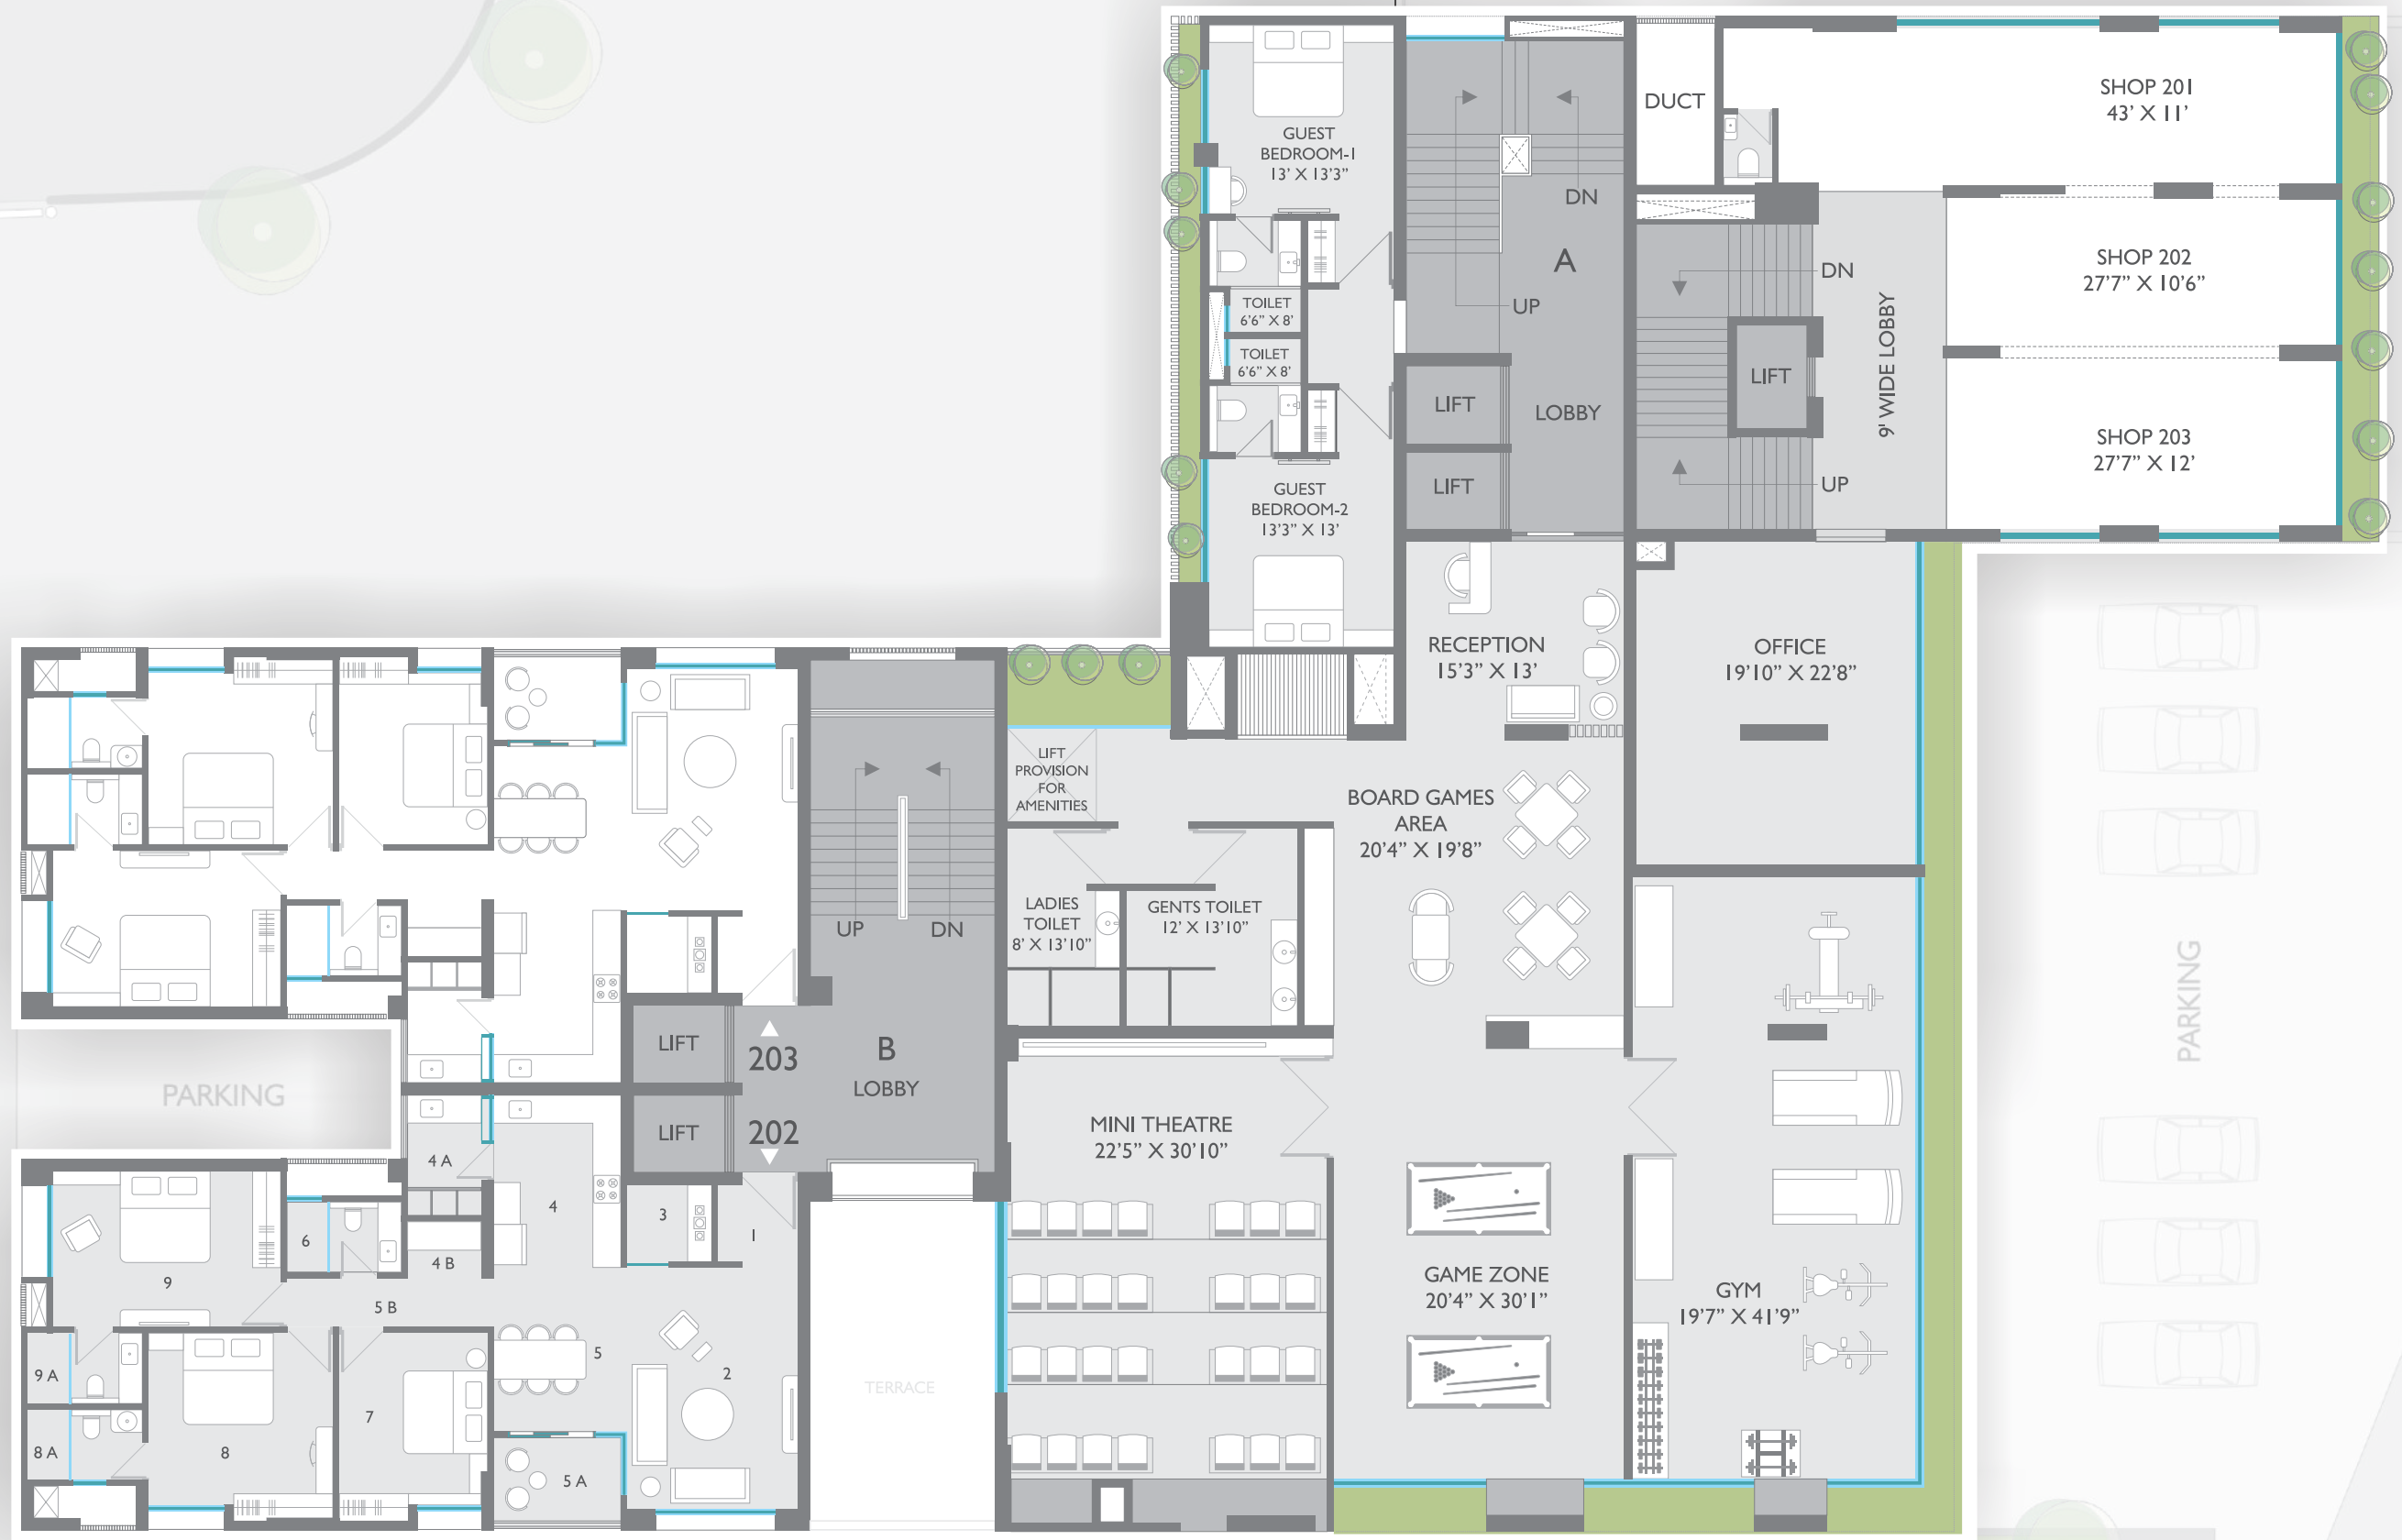 GUEST
BEDROOM-1
13' X 13'3"
TOILET
6'6" X 8'
TOILET
6'6" X 8'
GUEST
BEDROOM-2
13'3" X 13'
DN
A
UP
LIFT
LOBBY
LIFT
DUCT
SHOP 201
43' X 11'
SHOP 202
27'7" X 10'6"
SHOP 203
27'7" X 12'
DN
9' WIDE LOBBY
LIFT
UP
RECEPTION
15'3" X 13'
OFFICE
19'10" X 22'8"
LIFT
PROVISION
FOR
AMENITIES
BOARD GAMES
AREA
20'4" X 19'8"
LADIES
TOILET
8' X 13'10"
GENTS TOILET
12' X 13'10"
UP
DN
LIFT
203
B
LOBBY
LIFT
202
PARKING
PARKING
MINI THEATRE
22'5" X 30'10"
GAME ZONE
20'4" X 30'1"
GYM
19'7" X 41'9"
TERRACE
4 A
4
3
1
6
4 B
9
5 B
5
2
9 A
7
8 A
8
5 A